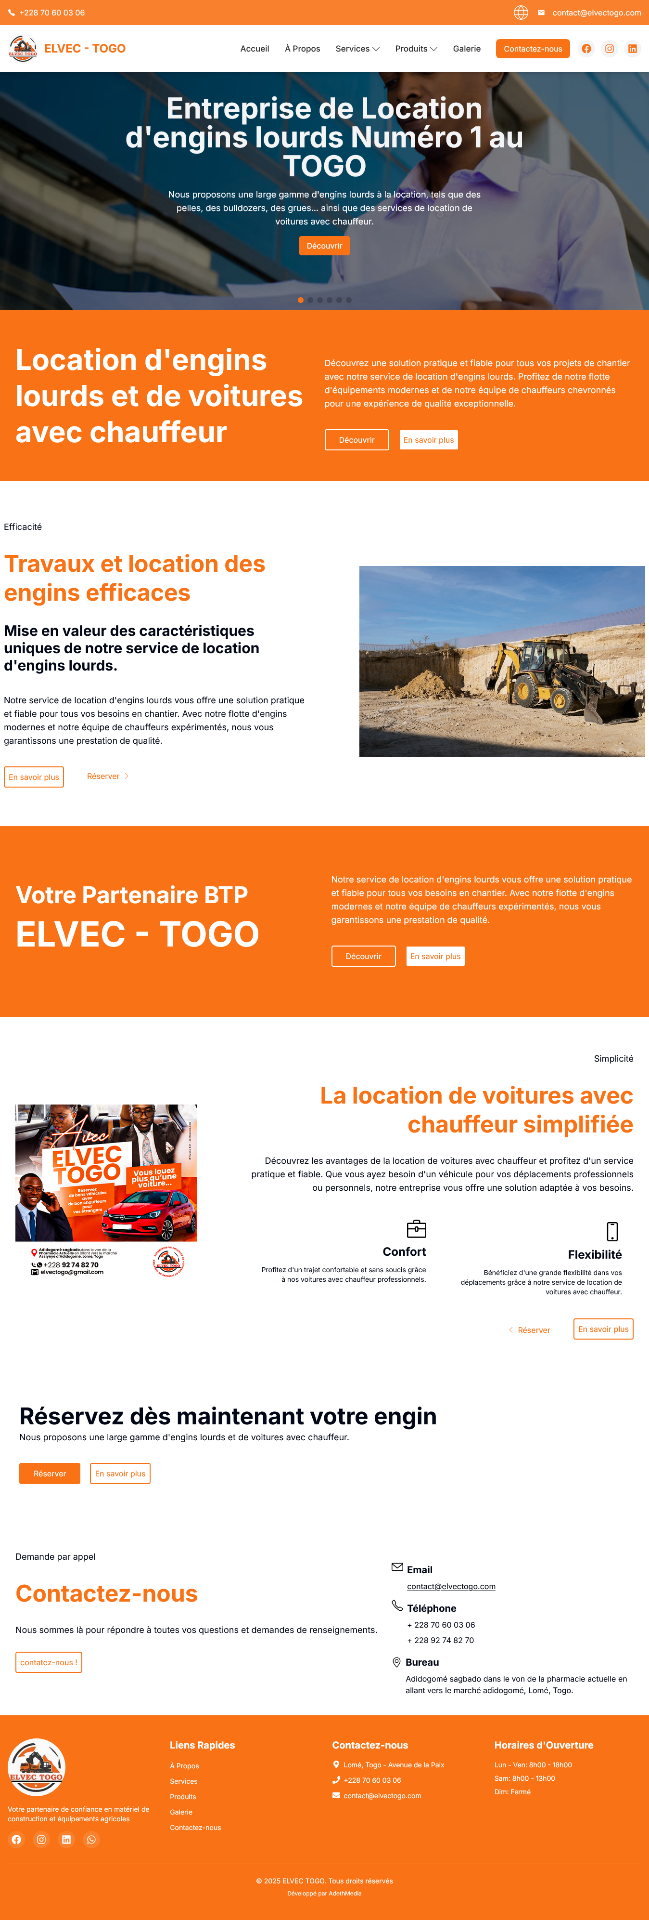 +228 70 60 03 06
contact@elvectogo.com
ELVEC - TOGO
Accueil
À Propos
Services
Produits
Galerie
Contactez-nous
Entreprise de Location
d'engins lourds Numéro 1 au
TOGO
Nous proposons une large gamme d'engins lourds à la location, tels que des
pelles, des bulldozers, des grues... ainsi que des services de location de
voitures avec chauffeur.
Découvrir
Location d'engins
lourds et de voitures
avec chauffeur
Découvrez une solution pratique et fiable pour tous vos projets de chantier
avec notre service de location d'engins lourds. Profitez de notre flotte
d'équipements modernes et de notre équipe de chauffeurs chevronnés
pour une expérience de qualité exceptionnelle.
Découvrir
En savoir plus
Efficacité
Travaux et location des
engins efficaces
Mise en valeur des caractéristiques
uniques de notre service de location
d'engins lourds.
Notre service de location d'engins lourds vous offre une solution pratique
et fiable pour tous vos besoins en chantier. Avec notre flotte d'engins
modernes et notre équipe de chauffeurs expérimentés, nous vous
garantissons une prestation de qualité.
En savoir plus
Réserver
Votre Partenaire BTP
ELVEC - TOGO
Notre service de location d'engins lourds vous offre une solution pratique
et fiable pour tous vos besoins en chantier. Avec notre flotte d'engins
modernes et notre équipe de chauffeurs expérimentés, nous vous
garantissons une prestation de qualité.
Découvrir
En savoir plus
Simplicité
La location de voitures avec
chauffeur simplifiée
Découvrez les avantages de la location de voitures avec chauffeur et profitez d'un service
pratique et fiable. Que vous ayez besoin d'un véhicule pour vos déplacements professionnels
ou personnels, notre entreprise vous offre une solution adaptée à vos besoins.
Avec
ELVEC
TOGO
Vous louez
plus qu'une
voiture...
+228 92 74 82 70
elvectogo@gmail.com
Confort
Profitez d'un trajet confortable et sans soucis grâce
à nos voitures avec chauffeur professionnels.
Flexibilité
Bénéficiez d'une grande flexibilité dans vos
déplacements grâce à notre service de location de
voitures avec chauffeur.
Réserver
En savoir plus
Réservez dès maintenant votre engin
Nous proposons une large gamme d'engins lourds et de voitures avec chauffeur.
Réserver
En savoir plus
Demande par appel
Contactez-nous
Nous sommes là pour répondre à toutes vos questions et demandes de renseignements.
contatez-nous !
Email
contact@elvectogo.com
Téléphone
+ 228 70 60 03 06
+ 228 92 74 82 70
Bureau
Adidogomé sagbado dans le von de la pharmacie actuelle en
allant vers le marché adidogomé, Lomé, Togo.
ELVEC TOGO
Votre partenaire de confiance en matériel de
construction et équipements agricoles
Liens Rapides
À Propos
Services
Produits
Galerie
Contactez-nous
Contactez-nous
Lomé, Togo - Avenue de la Paix
+228 70 60 03 06
contact@elvectogo.com
Horaires d'Ouverture
Lun - Ven: 8h00 - 18h00
Sam: 8h00 - 13h00
Dim: Fermé
© 2025 ELVEC TOGO. Tous droits réservés
Développé par AdethMedia